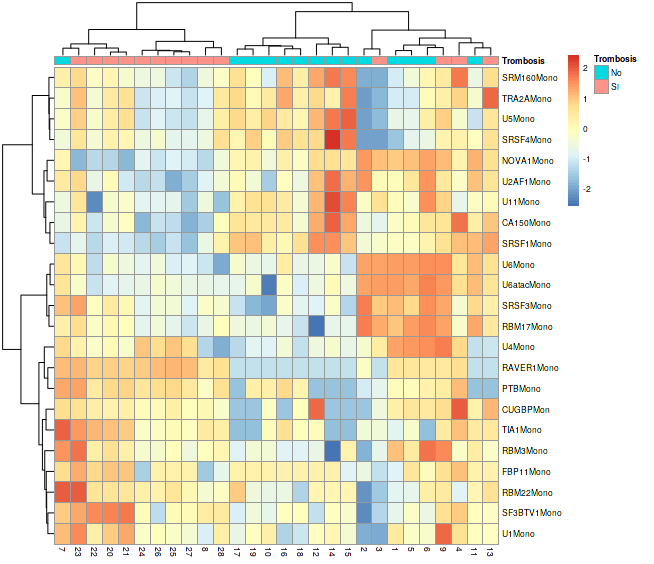 Trombosis
Trombosis
No
SI
2
1
0
-1
-2
SRM160Mono
TRA2AMono
U5Mono
SRSF4Mono
NOVA1Mono
U2AF1Mono
U11Mono
CA150Mono
SRSF1Mono
U6Mono
U6atacMono
SRSF3Mono
RBM17Mono
U4Mono
RAVER1Mono
PTBMono
CUGBPMon
TIA1Mono
RBM3Mono
FBP11Mono
RBM22Mono
SF3BTV1Mono
U1Mono
7 23 22 20 21 24 26 25 27 8 28 17 19 10 16 18 12 14 15 2 3 1 5 6 9 4 11 13